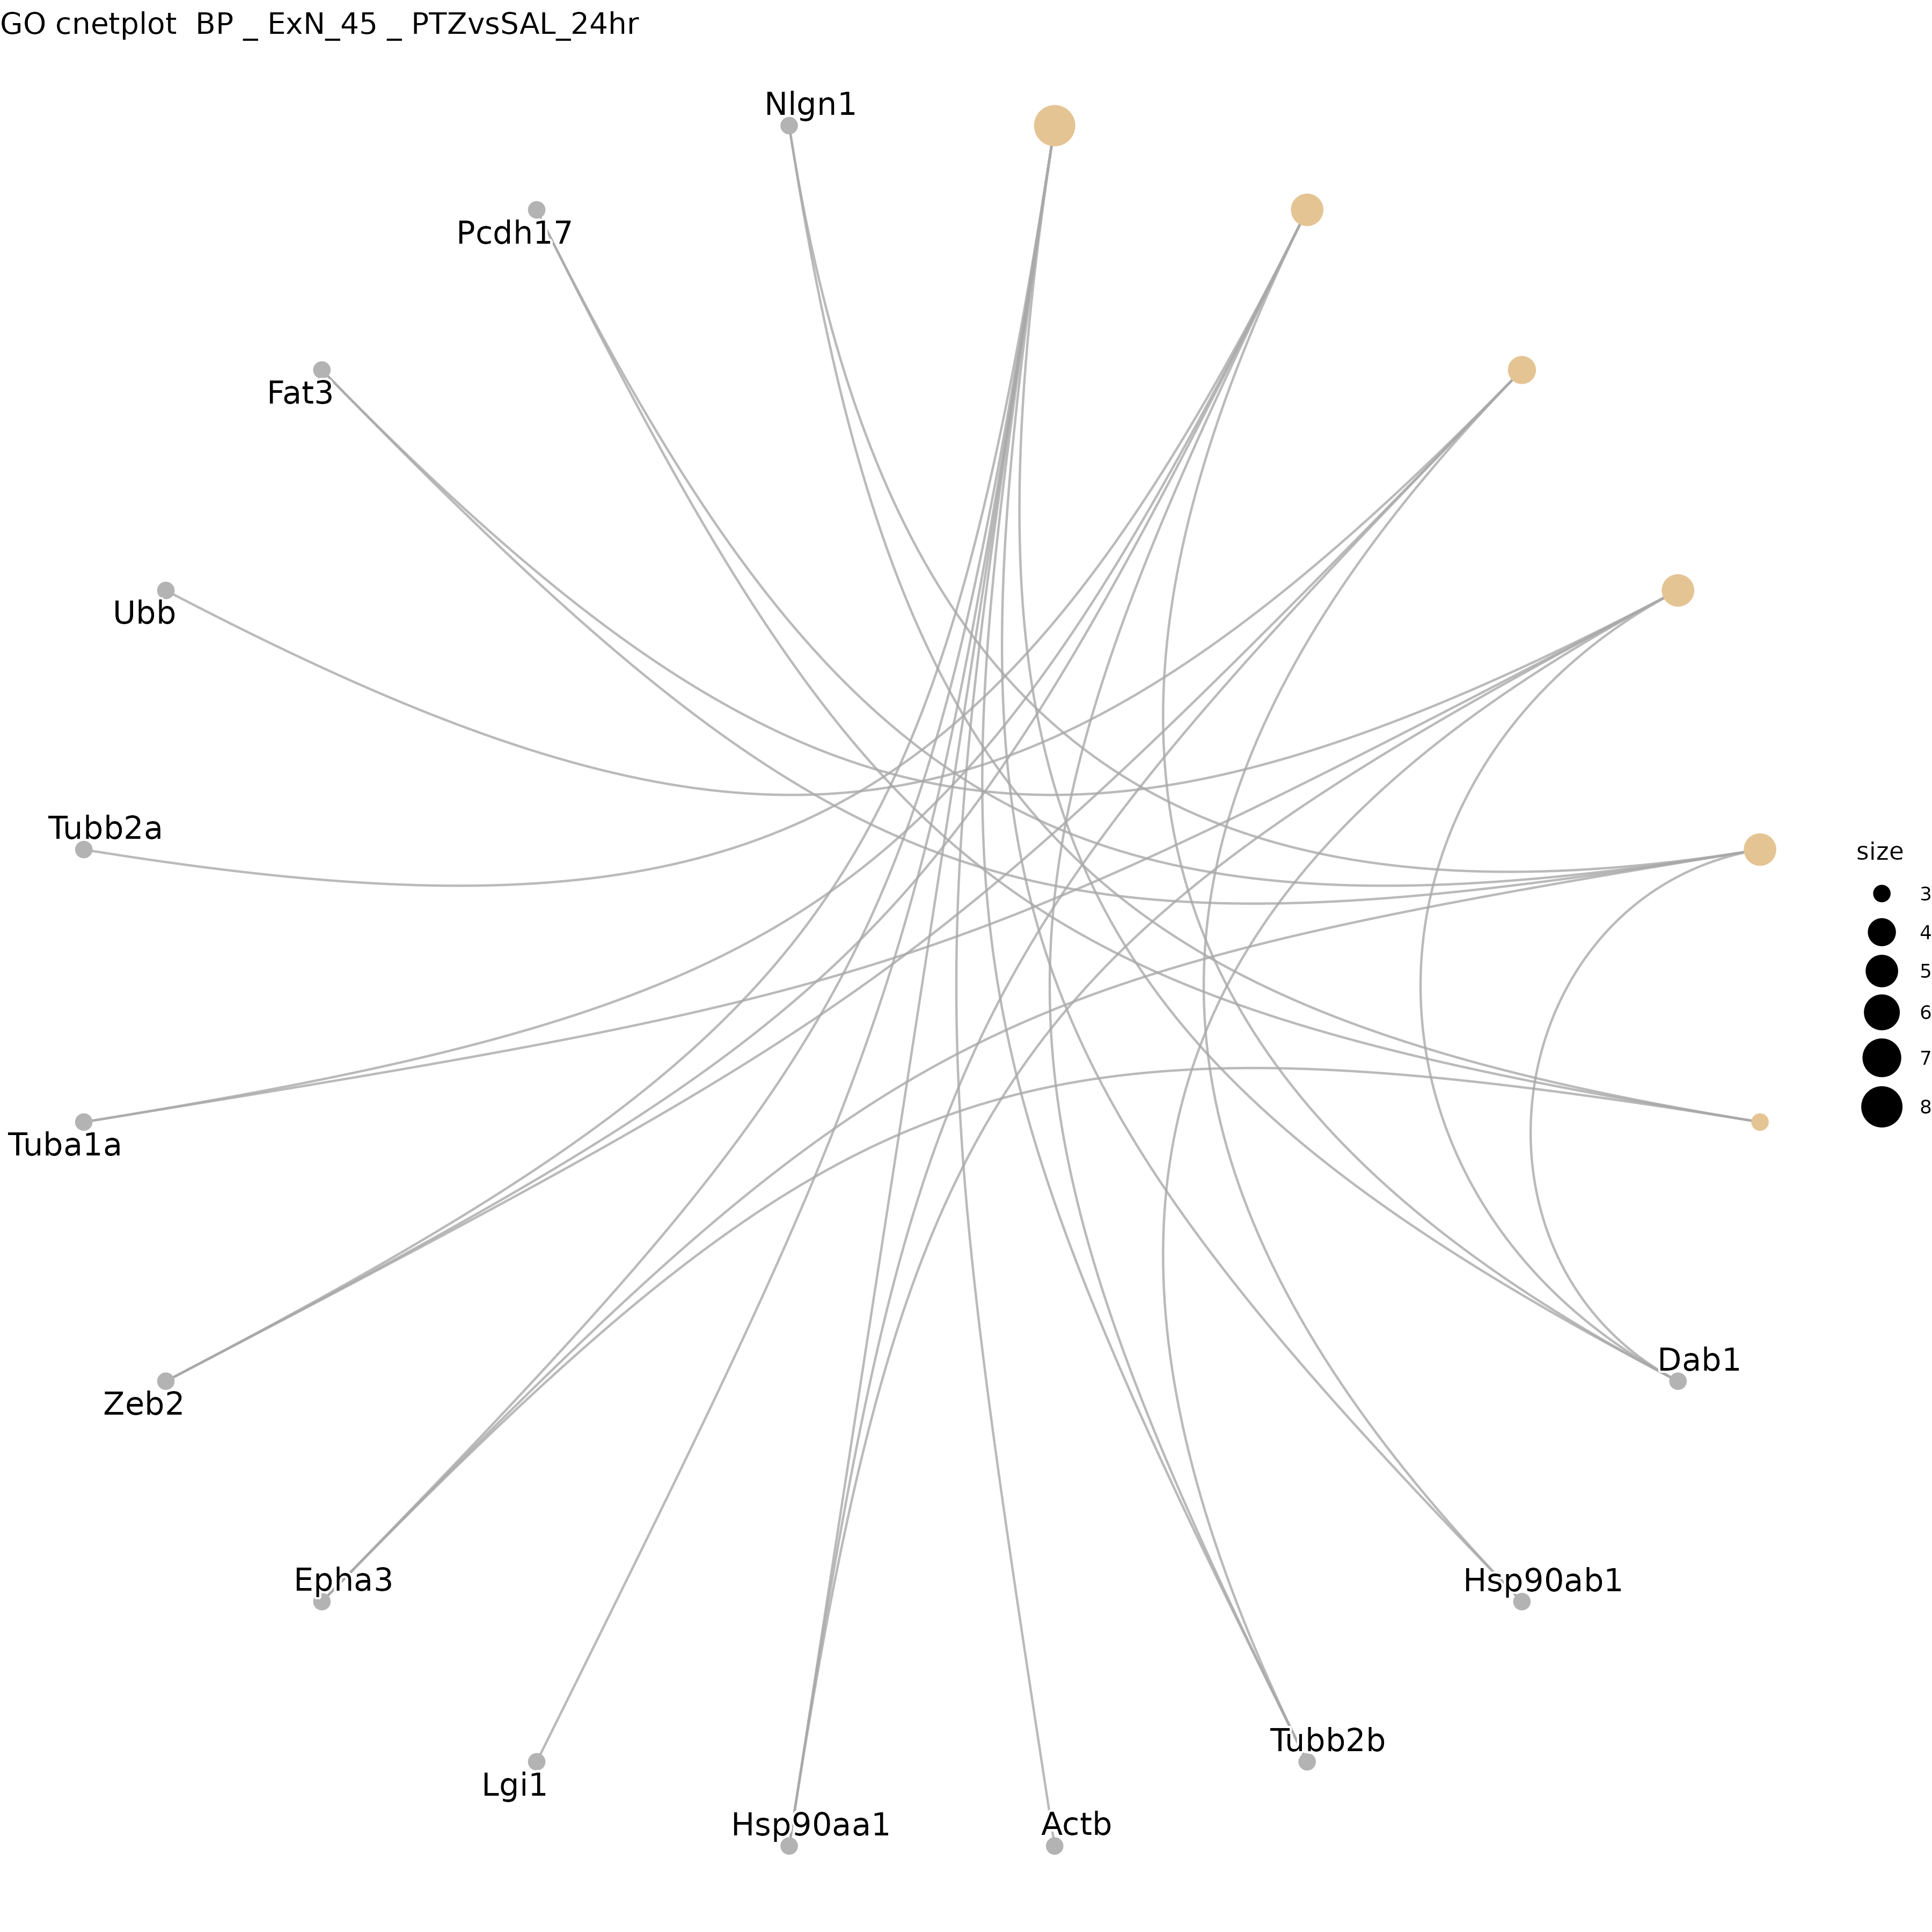 GO cnetplot  BP _ ExN_45 _ PTZvsSAL_24hr
Nlgn1
Pcdh17
Fat3
Ubb
Tubb2a
size
3
4
5
6
7
8
Tuba1a
Dab1
Zeb2
Epha3
Hsp90ab1
Tubb2b
Lgi1
Hsp90aa1
Actb